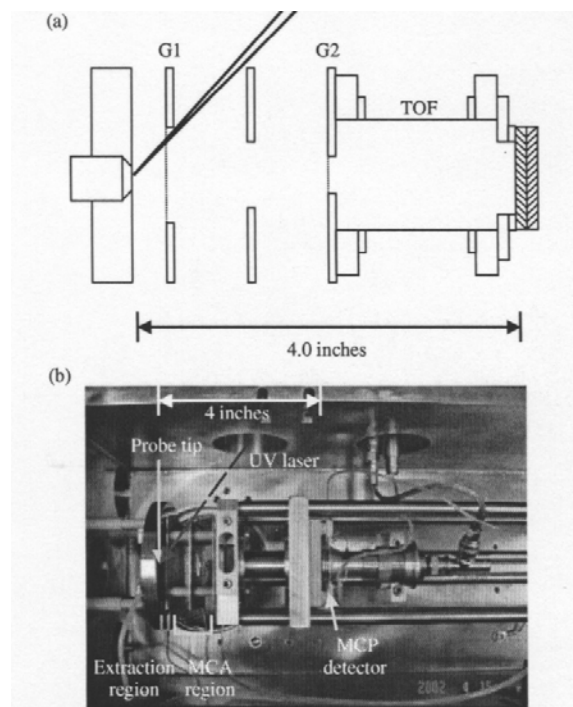 (a)
G1
G2
TOF
4.0 inches
(b)
4 inches
Probe tip
UV laser
MCP
detector
Extraction
region
MCA
region
2002 4 15